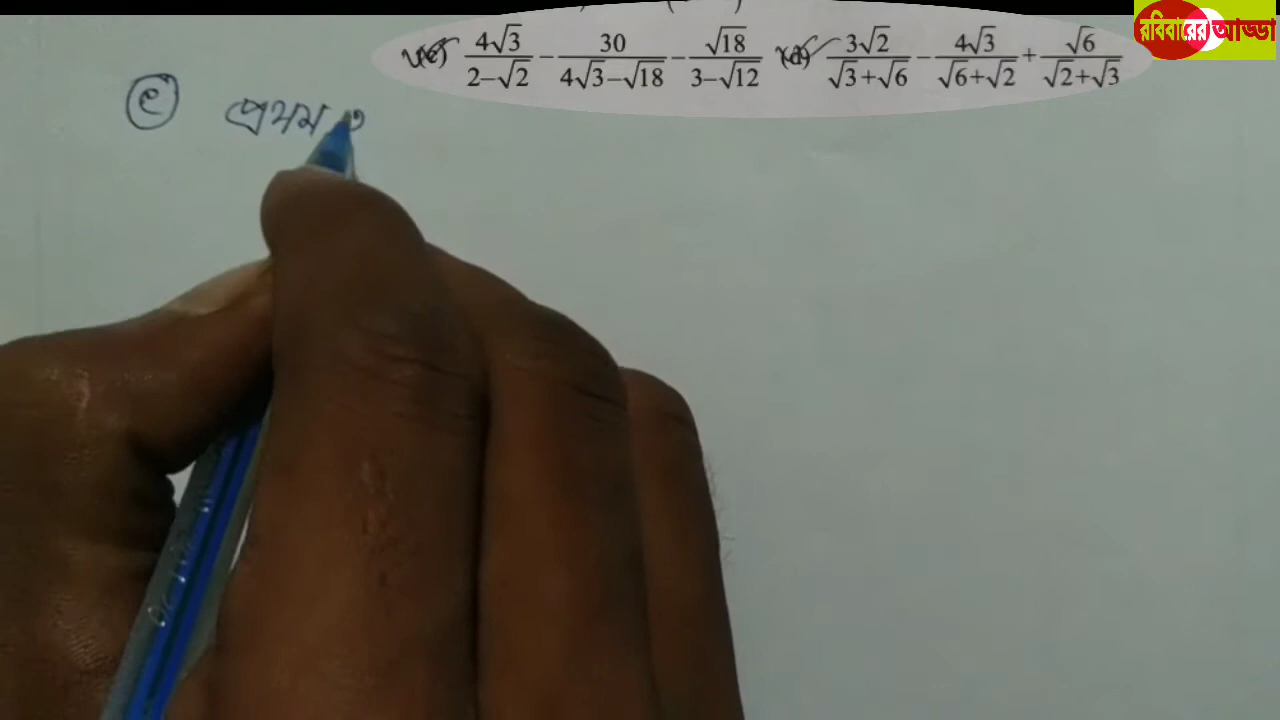 রবিবারের আড্ডা
(c) 4√3/(2−√2) − 30/(4√3−√18) − √18/(3−√12) (d) 3√2/(√3+√6) − 4√3/(√6+√2) + √6/(√2+√3)
ⓒ প্রথম